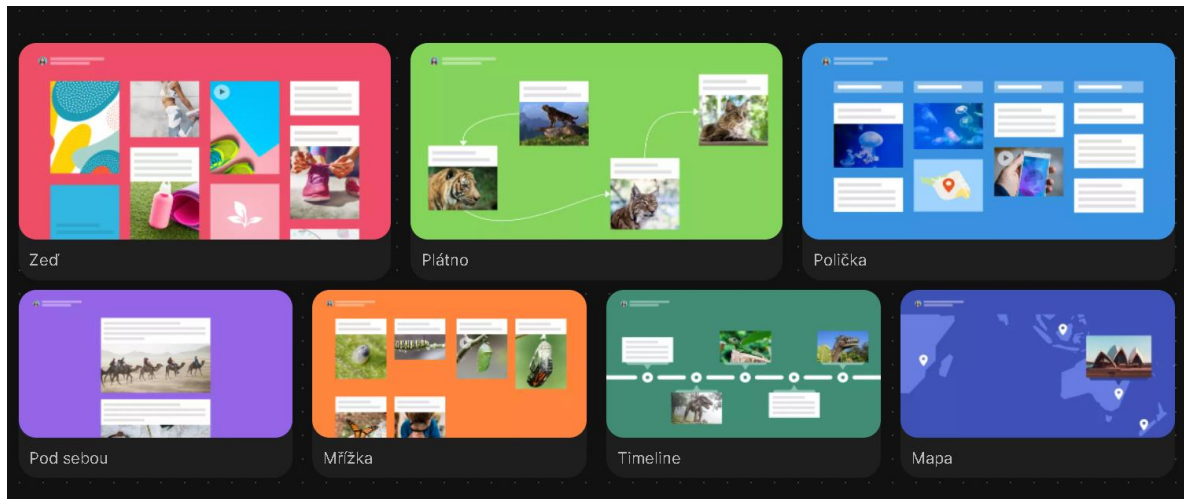 Zeď
Plátno
Polička
Pod sebou
Mřížka
Timeline
Mapa